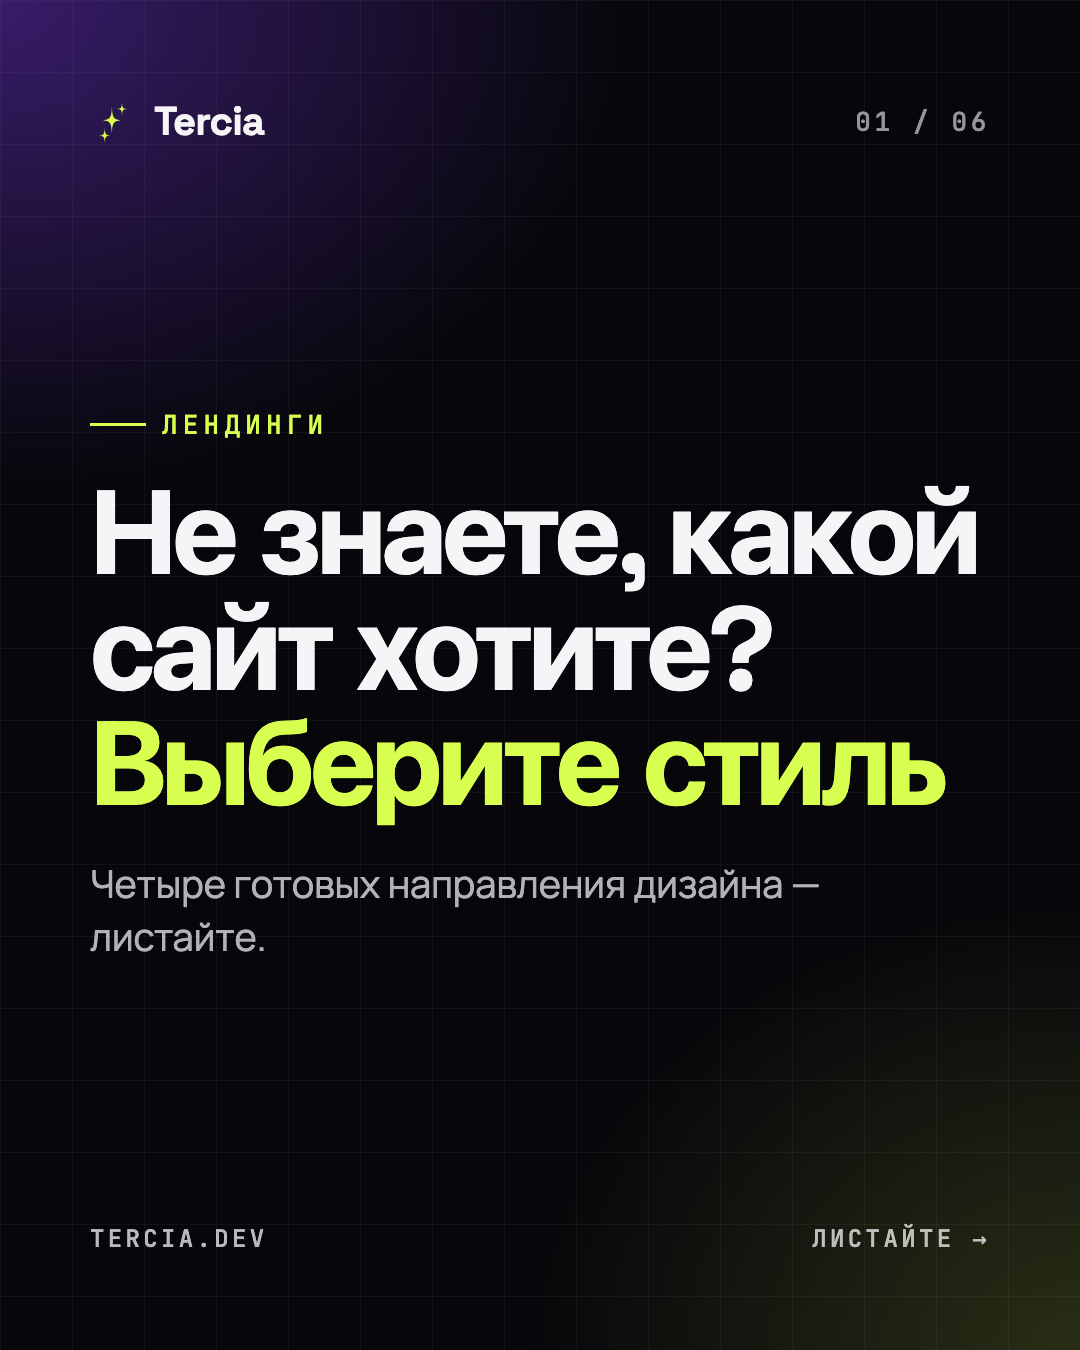 Tercia
01 / 06
ЛЕНДИНГИ
Не знаете, какой
сайт хотите?
Выберите стиль
Четыре готовых направления дизайна —
листайте.
TERCIA.DEV
ЛИСТАЙТЕ →